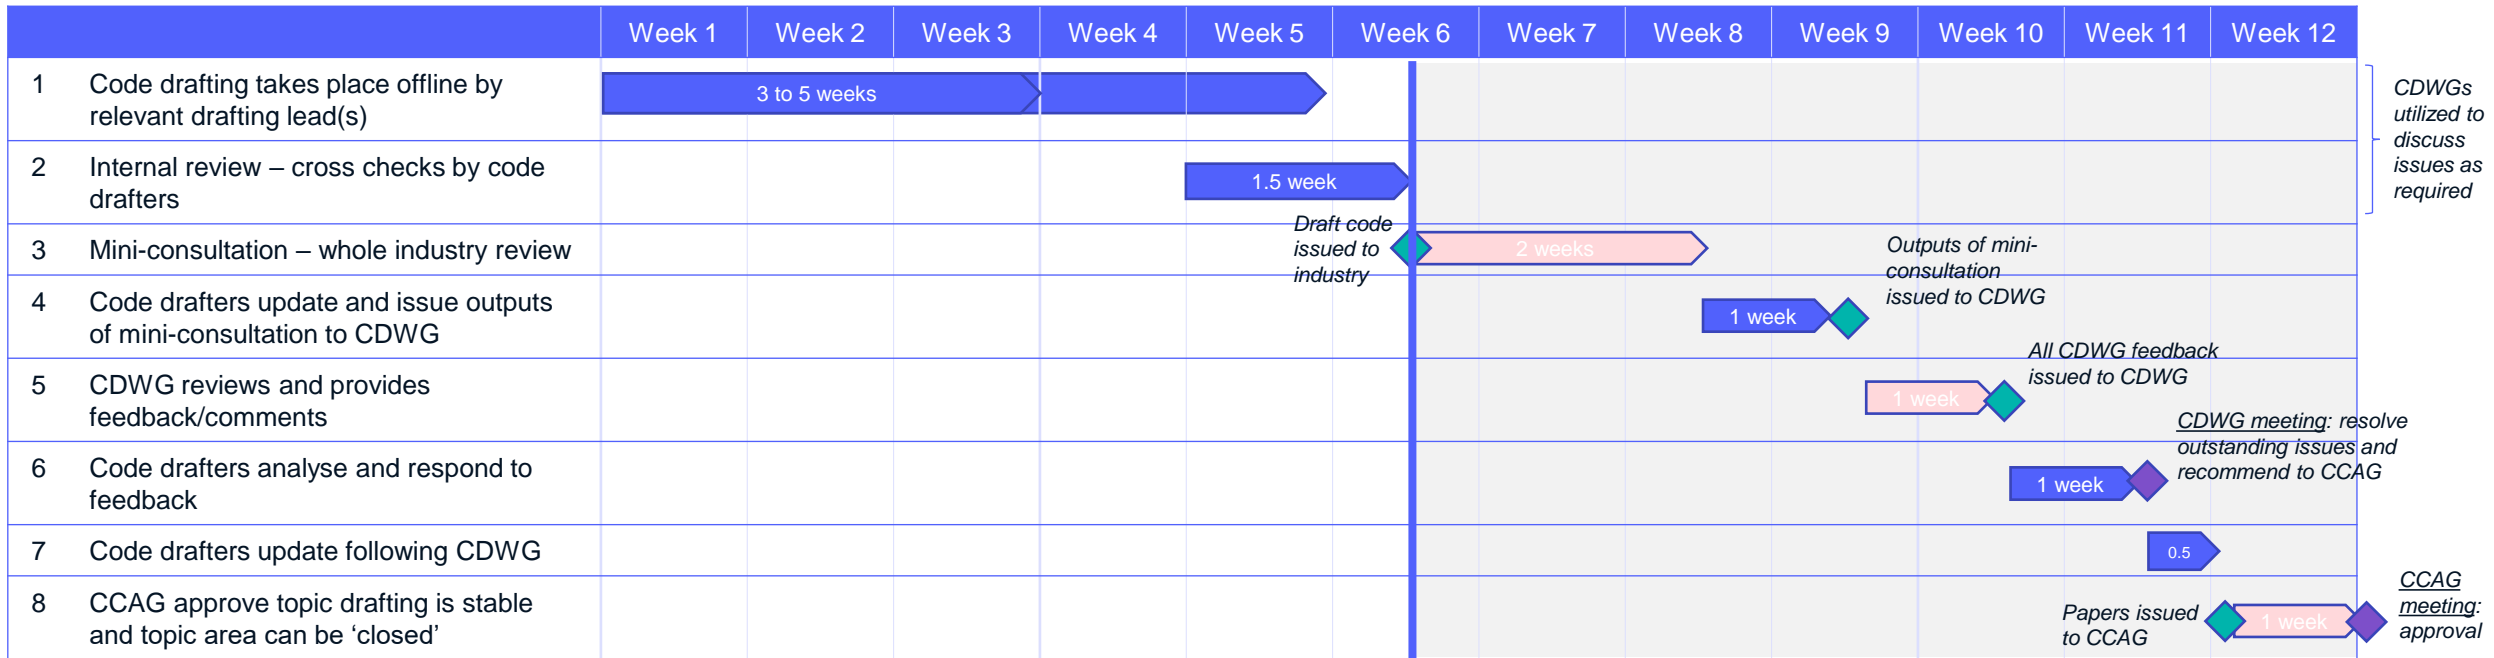 Week 1 Week 2 Week 3 Week 4 Week 5 Week 6 Week 7 Week 8 Week 9 Week 10 Week 11 Week 12
1 Code drafting takes place offline by
relevant drafting lead(s)
3 to 5 weeks
CDWGs
utilized to
discuss
issues as
required
2 Internal review – cross checks by code
drafters
1.5 week
3 Mini-consultation – whole industry review
Draft code
issued to
industry
2 weeks
Outputs of mini-
consultation
issued to CDWG
4 Code drafters update and issue outputs
of mini-consultation to CDWG
1 week
5 CDWG reviews and provides
feedback/comments
1 week
All CDWG feedback
issued to CDWG
6 Code drafters analyse and respond to
feedback
1 week
CDWG meeting: resolve
outstanding issues and
recommend to CCAG
7 Code drafters update following CDWG
0.5
8 CCAG approve topic drafting is stable
and topic area can be ‘closed’
Papers issued
to CCAG
1 week
CCAG
meeting:
approval